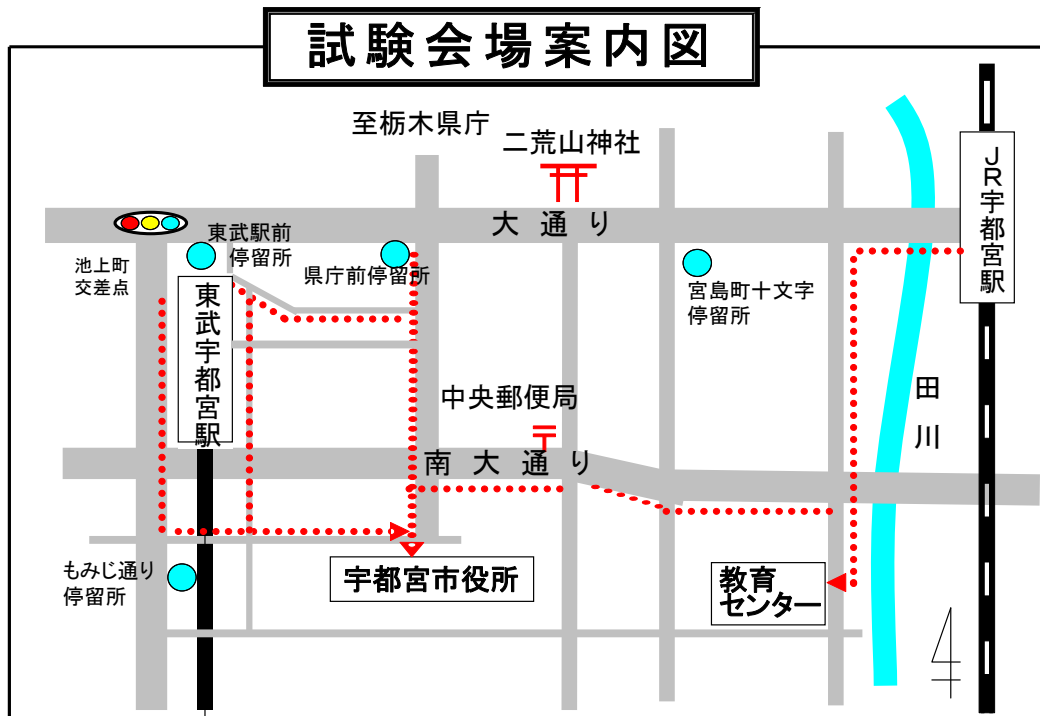 試験会場案内図
至栃木県庁
二荒山神社
大通り
JR宇都宮駅
池上町
交差点
東武駅前
停留所
県庁前停留所
宮島町十文字
停留所
東武宇都宮駅
中央郵便局
〒
南大通り
田川
もみじ通り
停留所
宇都宮市役所
教育
センター